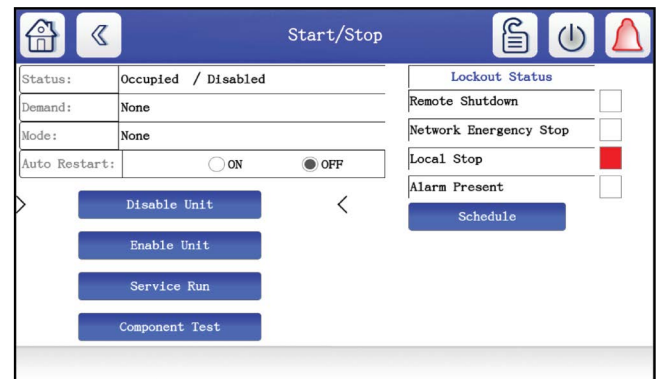 Start/Stop
Status: Occupied / Disabled
Demand: None
Mode: None
Auto Restart: ON OFF
Disable Unit
Enable Unit
Service Run
Component Test
Lockout Status
Remote Shutdown
Network Energency Stop
Local Stop
Alarm Present
Schedule